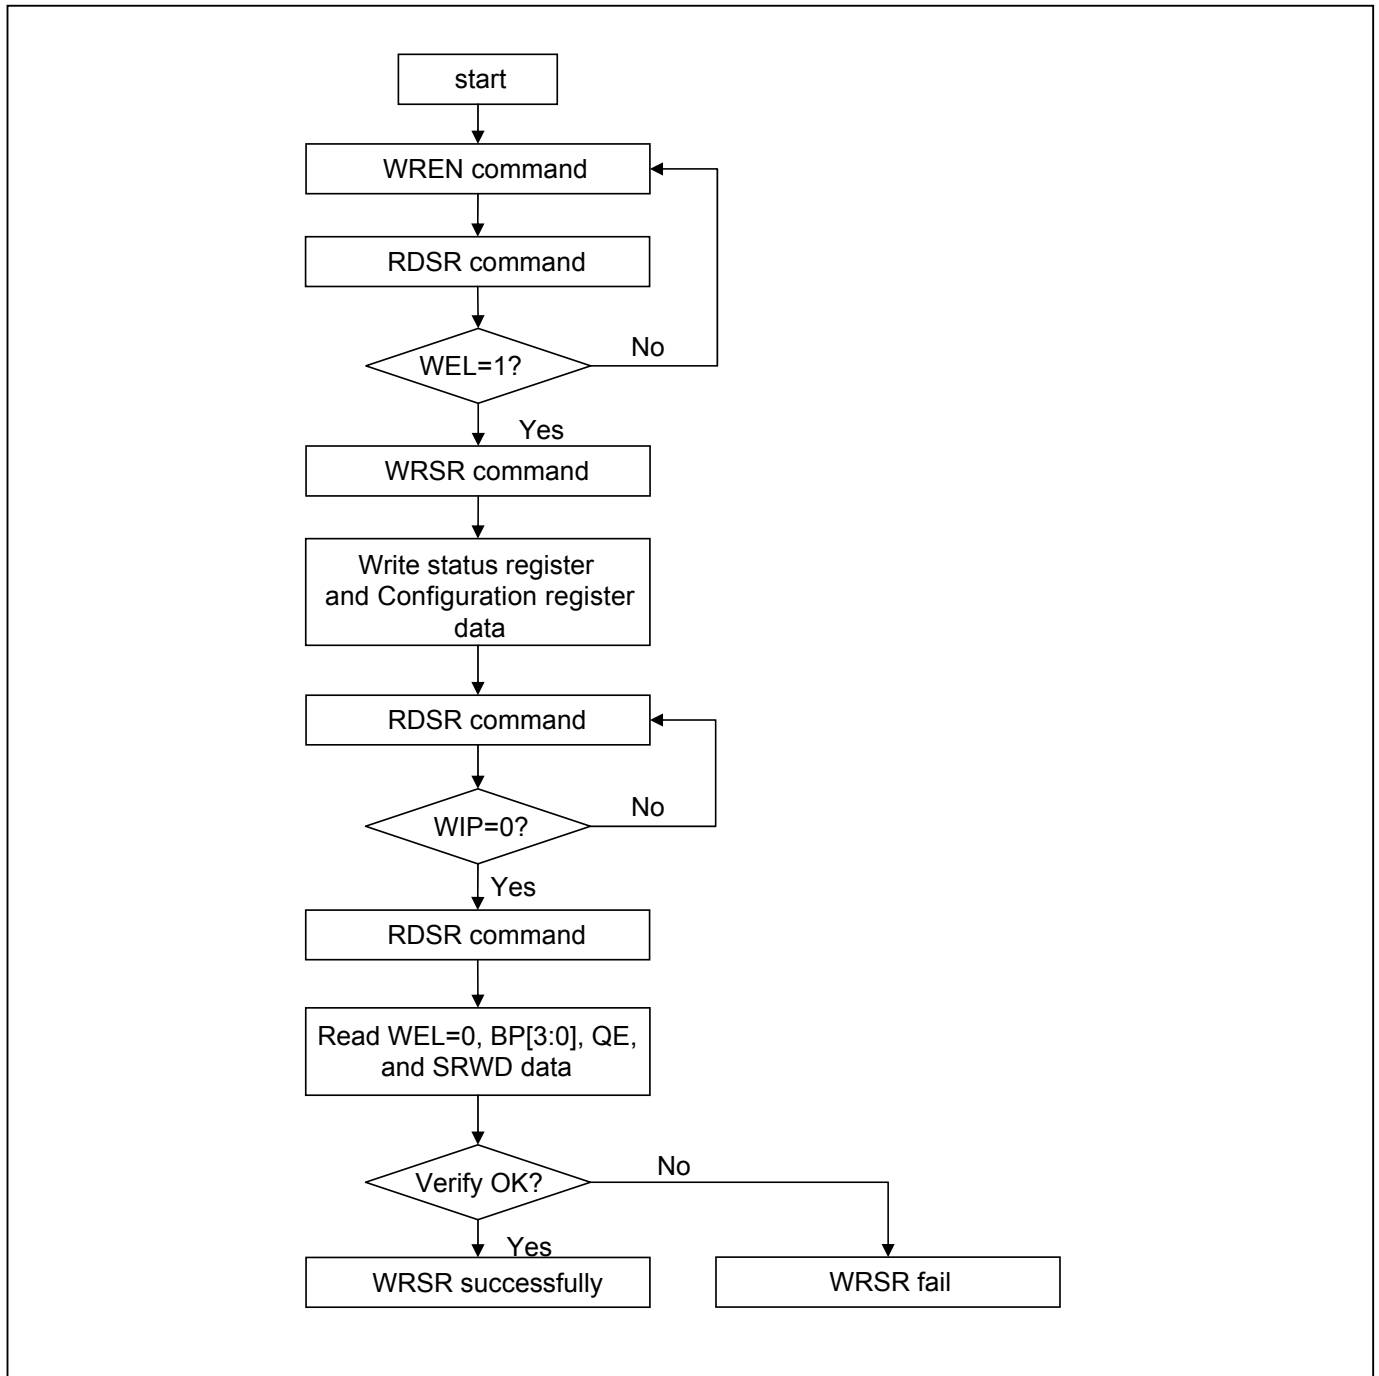 start
WREN command
RDSR command
WEL=1?
No
Yes
WRSR command
Write status register
and Configuration register
data
RDSR command
WIP=0?
No
Yes
RDSR command
Read WEL=0, BP[3:0], QE,
and SRWD data
Verify OK?
No
Yes
WRSR successfully
WRSR fail